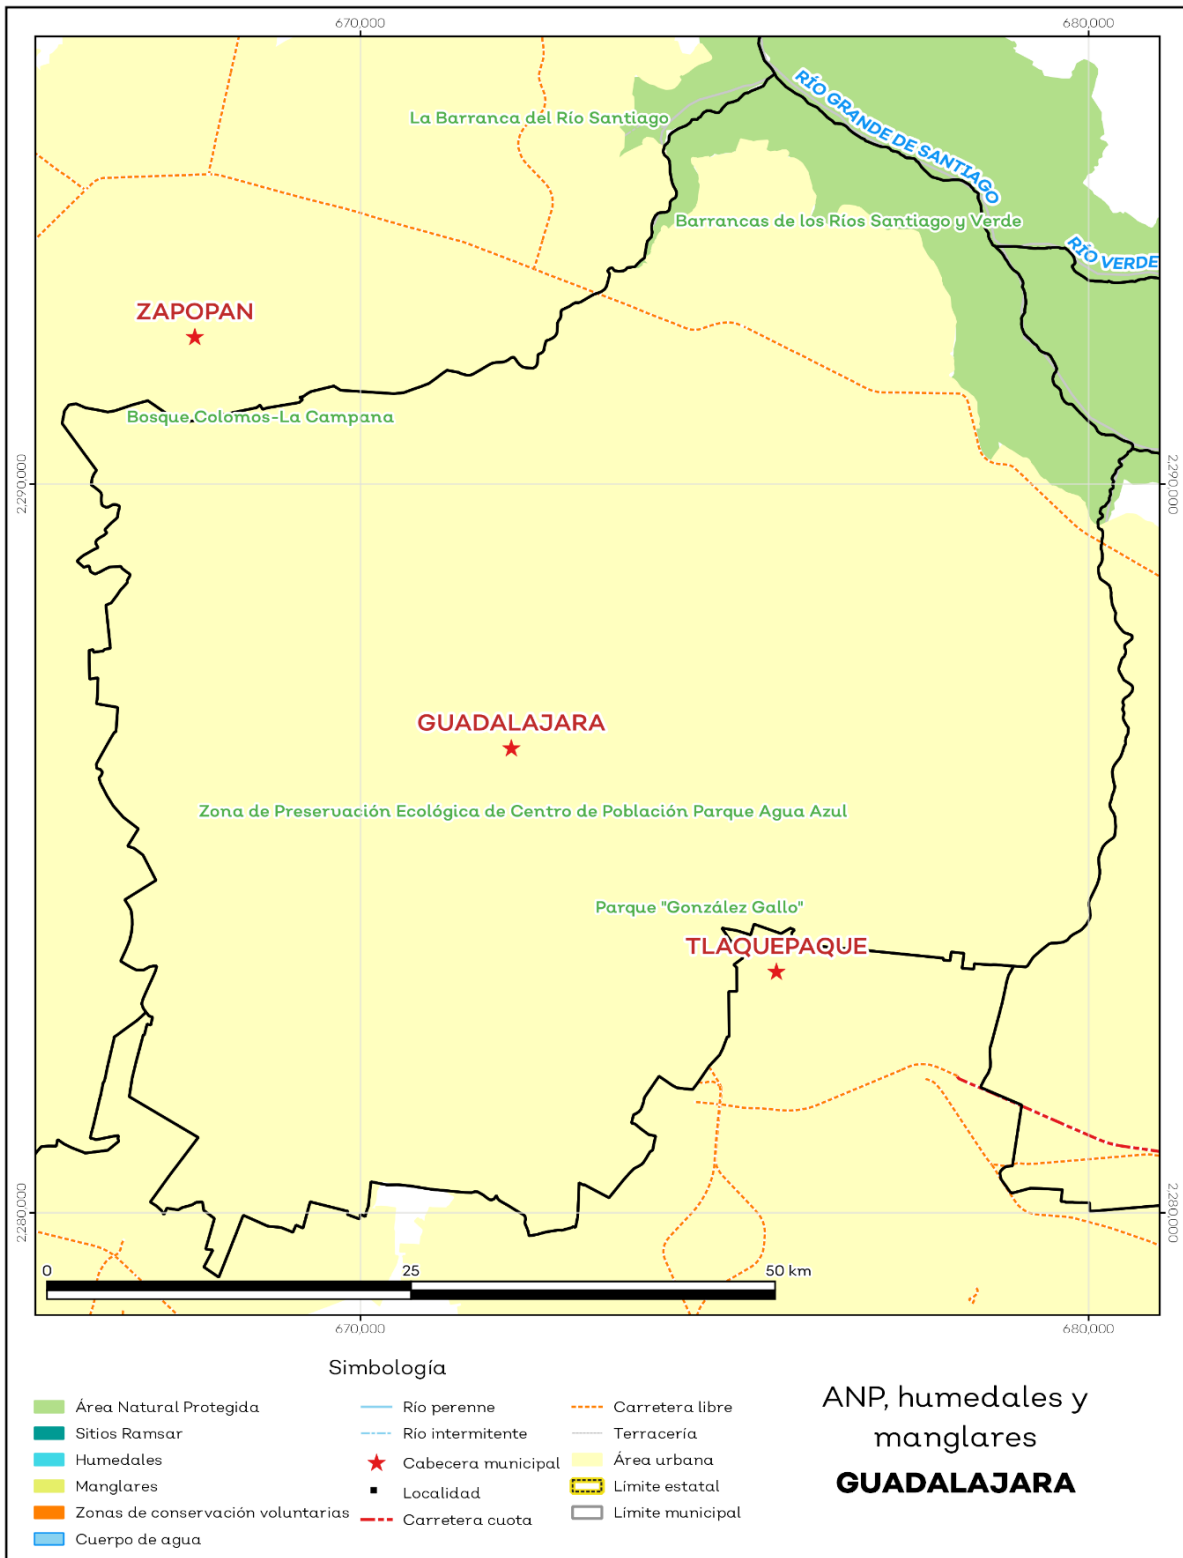 670,000
680,000
La Barranca del Río Santiago
RÍO GRANDE DE SANTIAGO
Barrancas de los Ríos Santiago y Verde
RÍO VERDE
ZAPOPAN
Bosque Colomos-La Campana
2,290,000
2,290,000
GUADALAJARA
Zona de Preservación Ecológica de Centro de Población Parque Agua Azul
Parque "González Gallo"
TLAQUEPAQUE
2,280,000
2,280,000
0
25
50 km
670,000
680,000
Simbología
Área Natural Protegida
Sitios Ramsar
Humedales
Manglares
Zonas de conservación voluntarias
Cuerpo de agua
Río perenne
Río intermitente
Cabecera municipal
Localidad
Carretera cuota
Carretera libre
Terracería
Área urbana
Límite estatal
Límite municipal
ANP, humedales y
manglares
GUADALAJARA